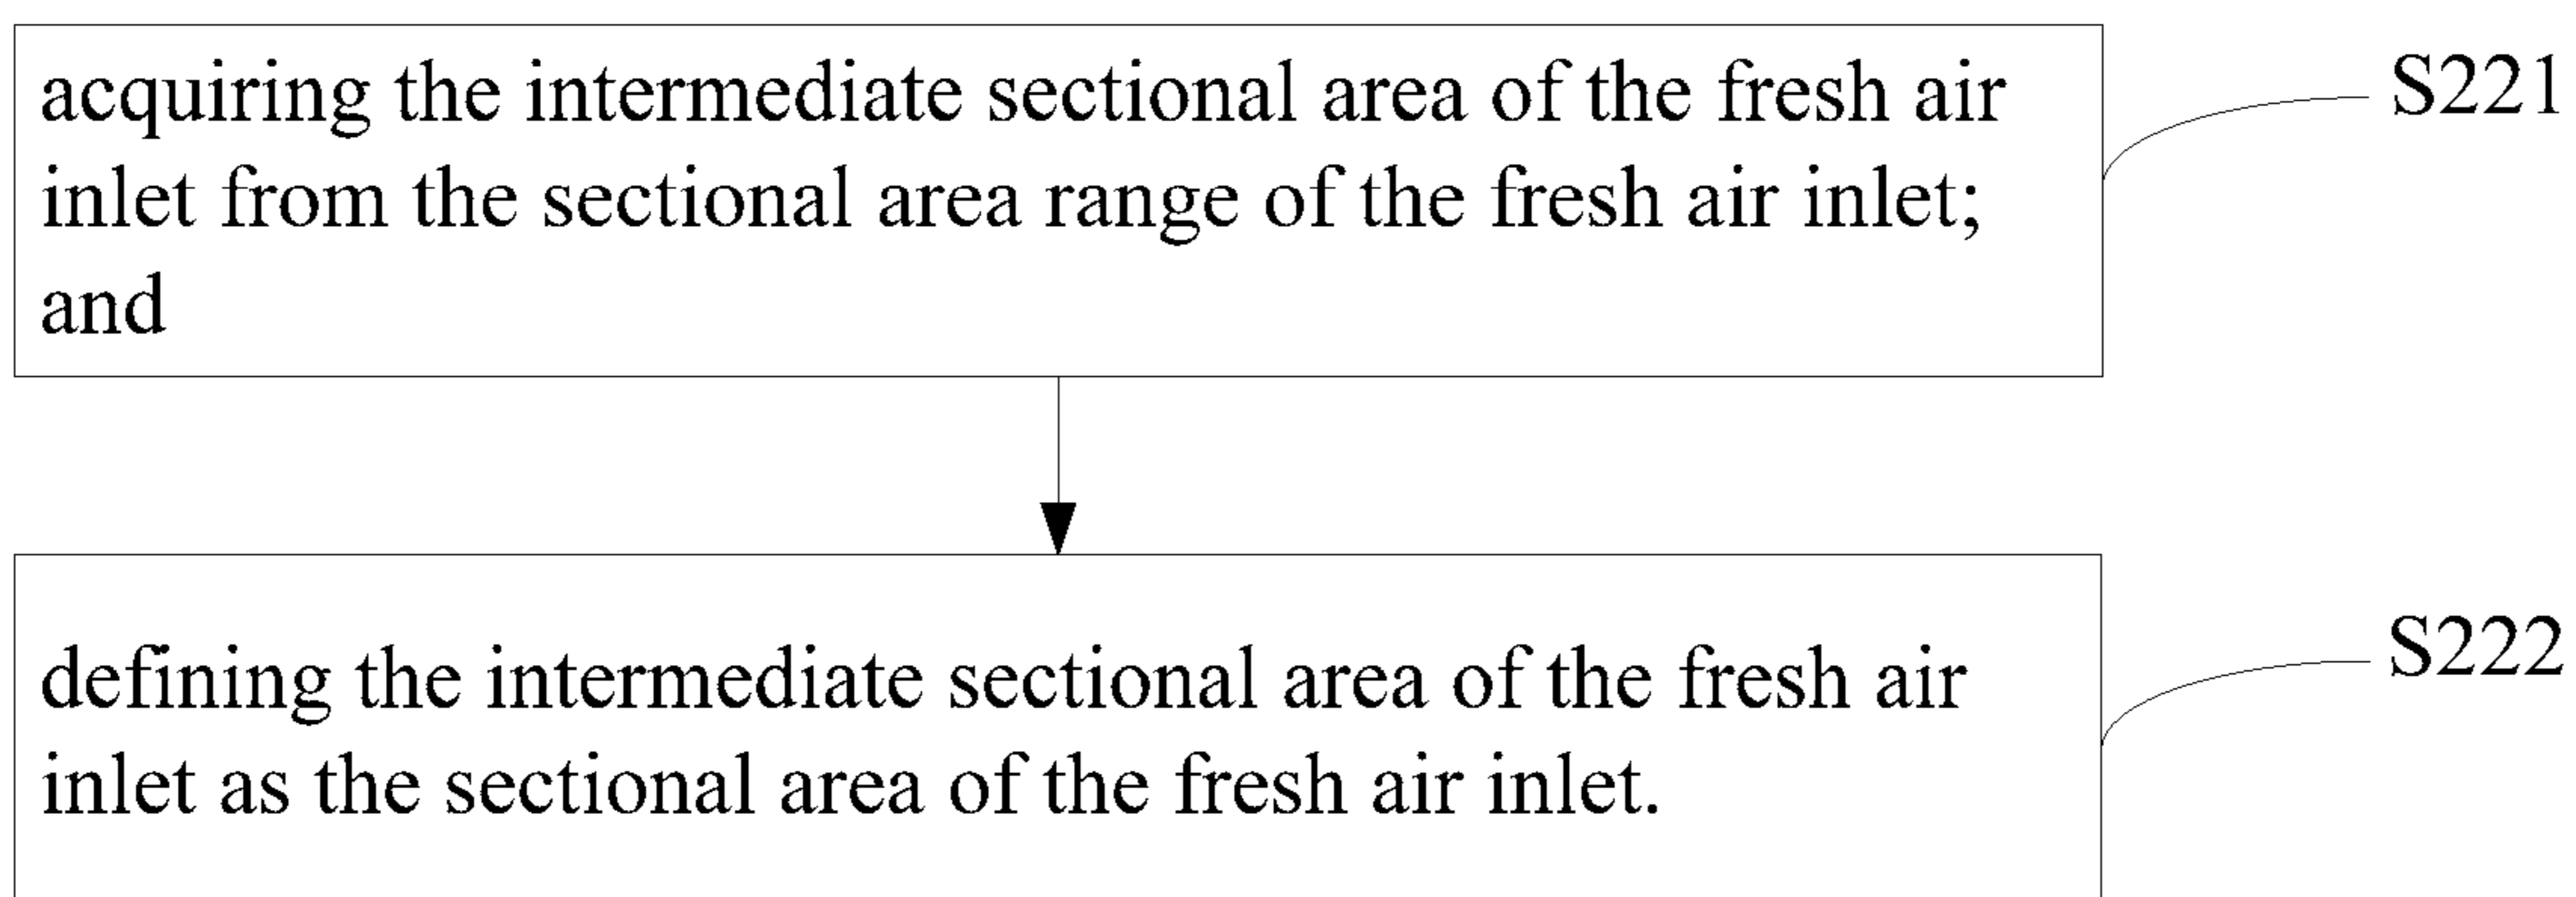 acquiring the intermediate sectional area of the fresh air
inlet from the sectional area range of the fresh air inlet;
and
S221
defining the intermediate sectional area of the fresh air
inlet as the sectional area of the fresh air inlet.
S222